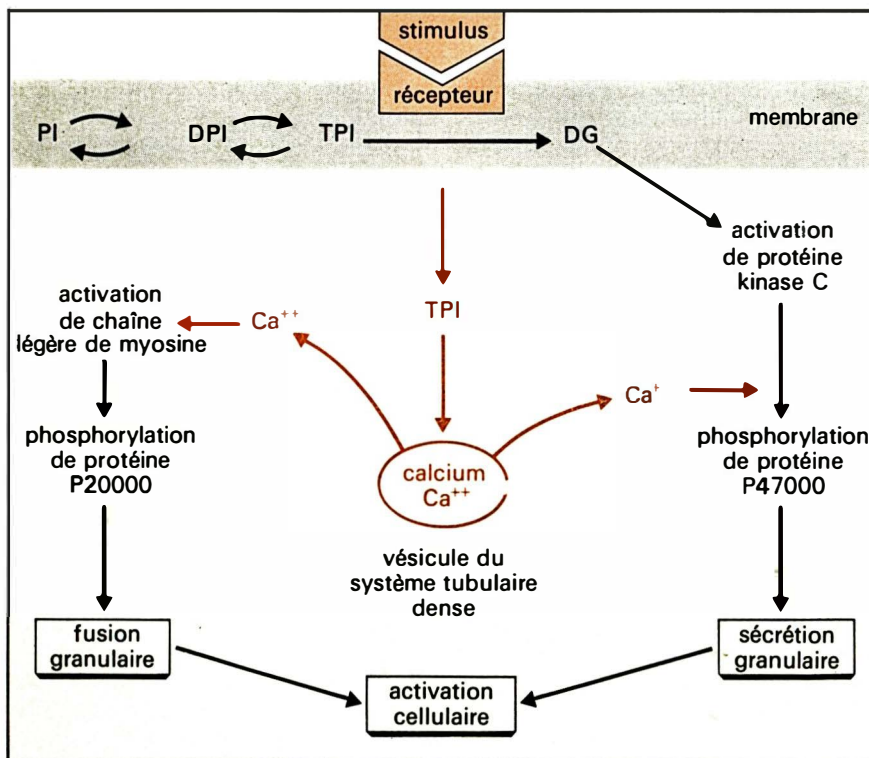 stimulus
récepteur
membrane
PI
DPI
TPI
DG
activation
de protéine
kinase C
activation
de chaîne
légère de myosine
Ca++
TPI
Ca+
phosphorylation
de protéine
P20000
calcium
Ca++
phosphorylation
de protéine
P47000
vésicule du
système tubulaire
dense
fusion
granulaire
sécrétion
granulaire
activation
cellulaire